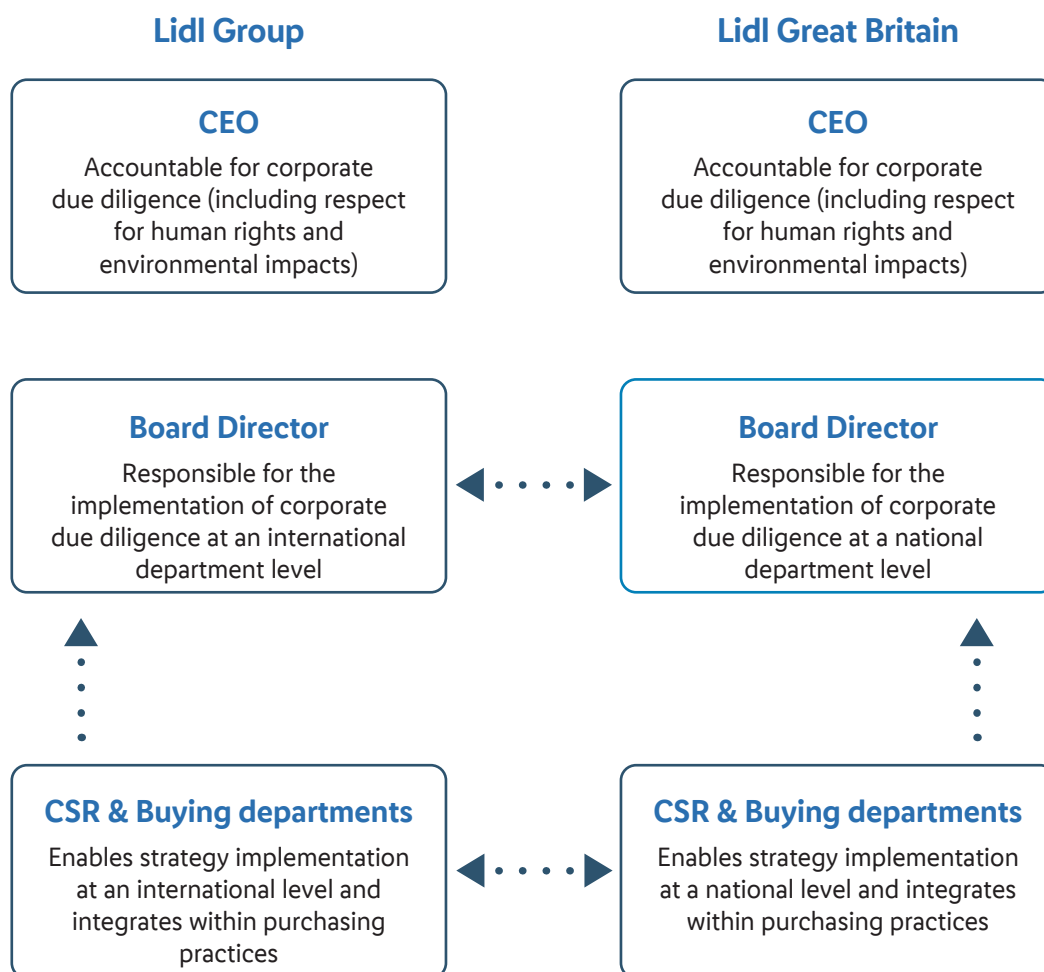 Lidl Group
Lidl Great Britain
CEO
Accountable for corporate
due diligence (including respect
for human rights and
environmental impacts)
CEO
Accountable for corporate
due diligence (including respect
for human rights and
environmental impacts)
Board Director
Responsible for the
implementation of corporate
due diligence at an international
department level
Board Director
Responsible for the
implementation of corporate
due diligence at a national
department level
CSR & Buying departments
Enables strategy implementation
at an international level and
integrates within purchasing
practices
CSR & Buying departments
Enables strategy implementation
at a national level and integrates
within purchasing practices